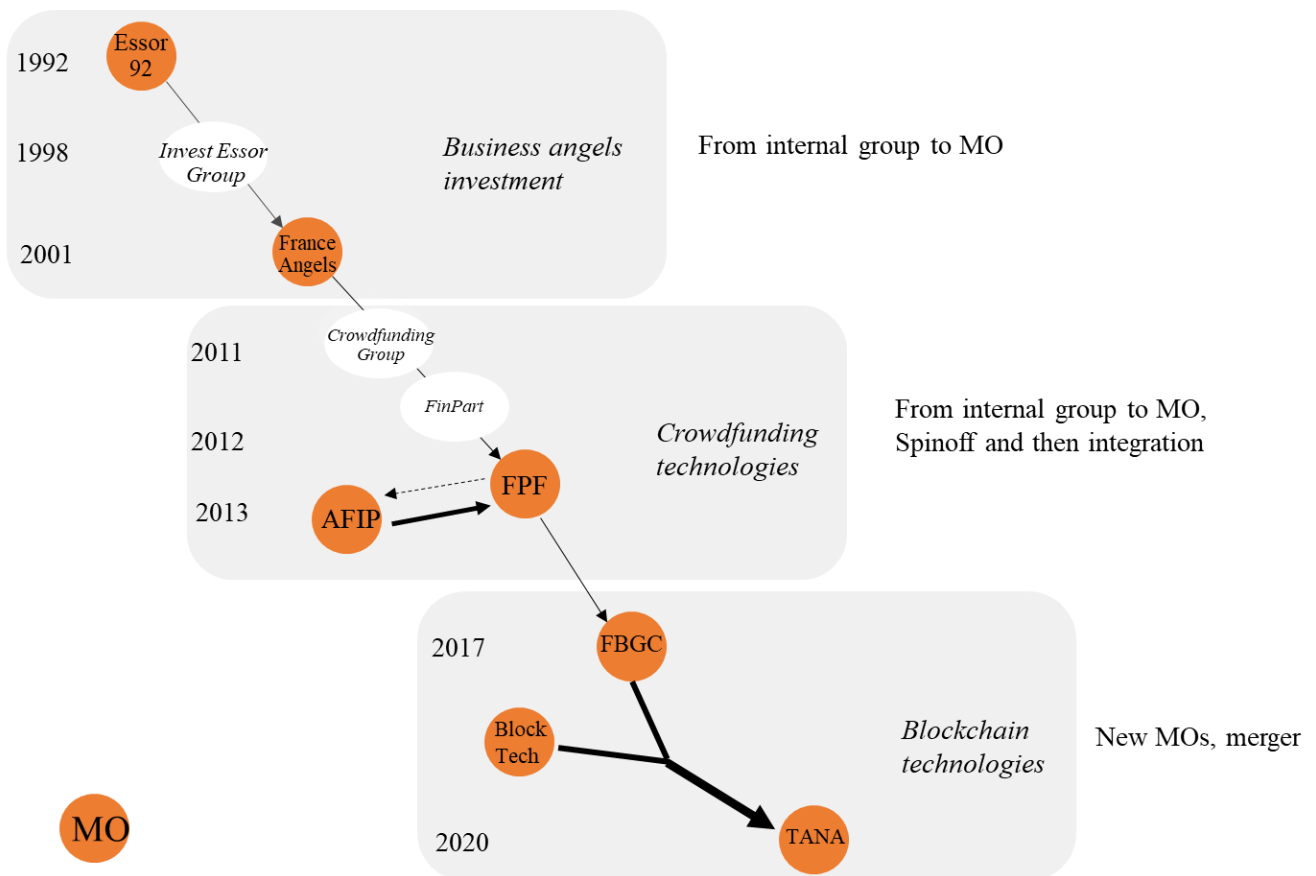 Essor
92
1992
1998
Invest Essor
Group
Business angels
investment
From internal group to MO
2001
France
Angels
2011
Crowdfunding
Group
FinPart
2012
Crowdfunding
technologies
From internal group to MO,
Spinoff and then integration
FPF
2013
AFIP
2017
FBGC
Block
Tech
Blockchain
technologies
New MOs, merger
MO
2020
TANA